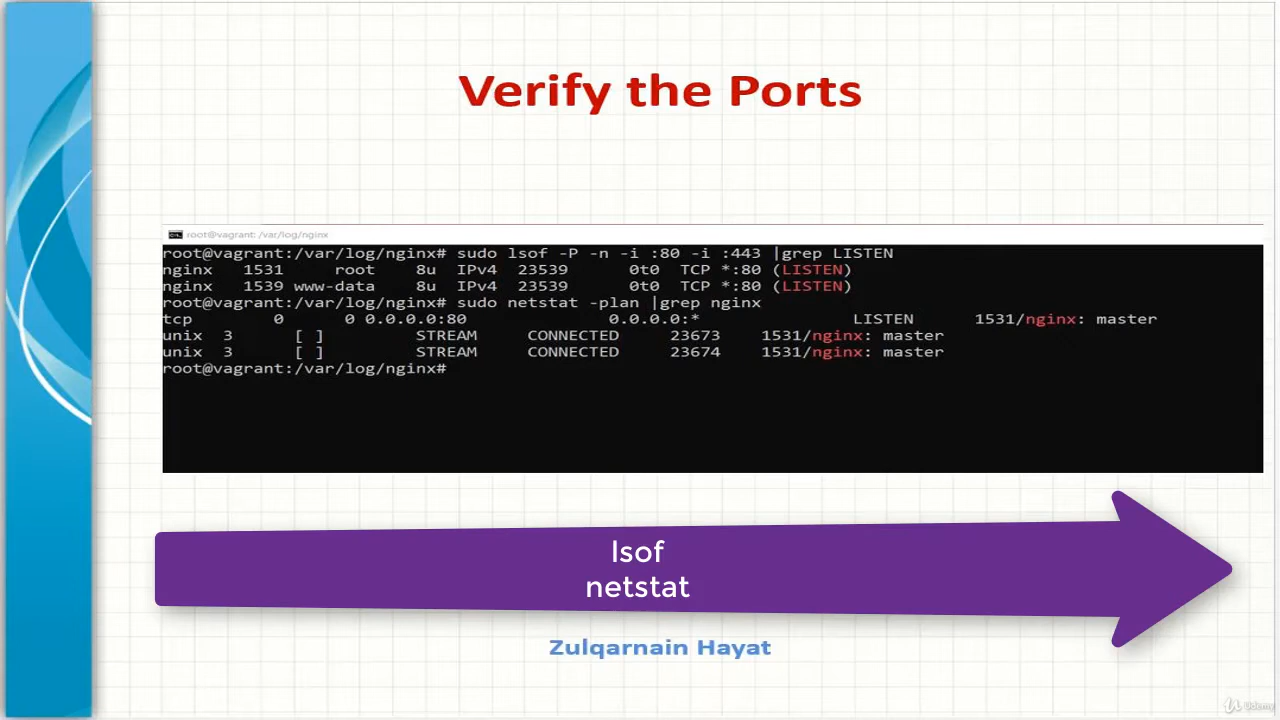 Verify the Ports
root@vagrant: /var/log/nginx
root@vagrant:/var/log/nginx# sudo lsof -P -n -i :80 -i :443 |grep LISTEN
nginx 1531 root 8u IPv4 23539 0t0 TCP *:80 (LISTEN)
nginx 1539 www-data 8u IPv4 23539 0t0 TCP *:80 (LISTEN)
root@vagrant:/var/log/nginx# sudo netstat -plan |grep nginx
tcp 0 0 0.0.0.0:80 0.0.0.0:* LISTEN 1531/nginx: master
unix 3 [ ] STREAM CONNECTED 23673 1531/nginx: master
unix 3 [ ] STREAM CONNECTED 23674 1531/nginx: master
root@vagrant:/var/log/nginx#
lsof
netstat
Zulqarnain Hayat
Udemy